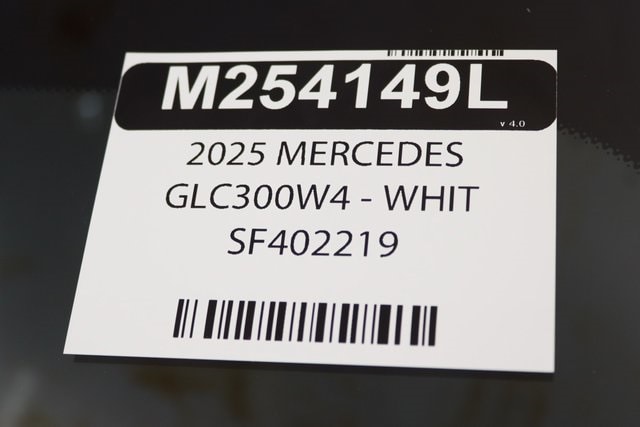 M254149L
v 4.0
2025 MERCEDES
GLC300W4 - WHIT
SF402219